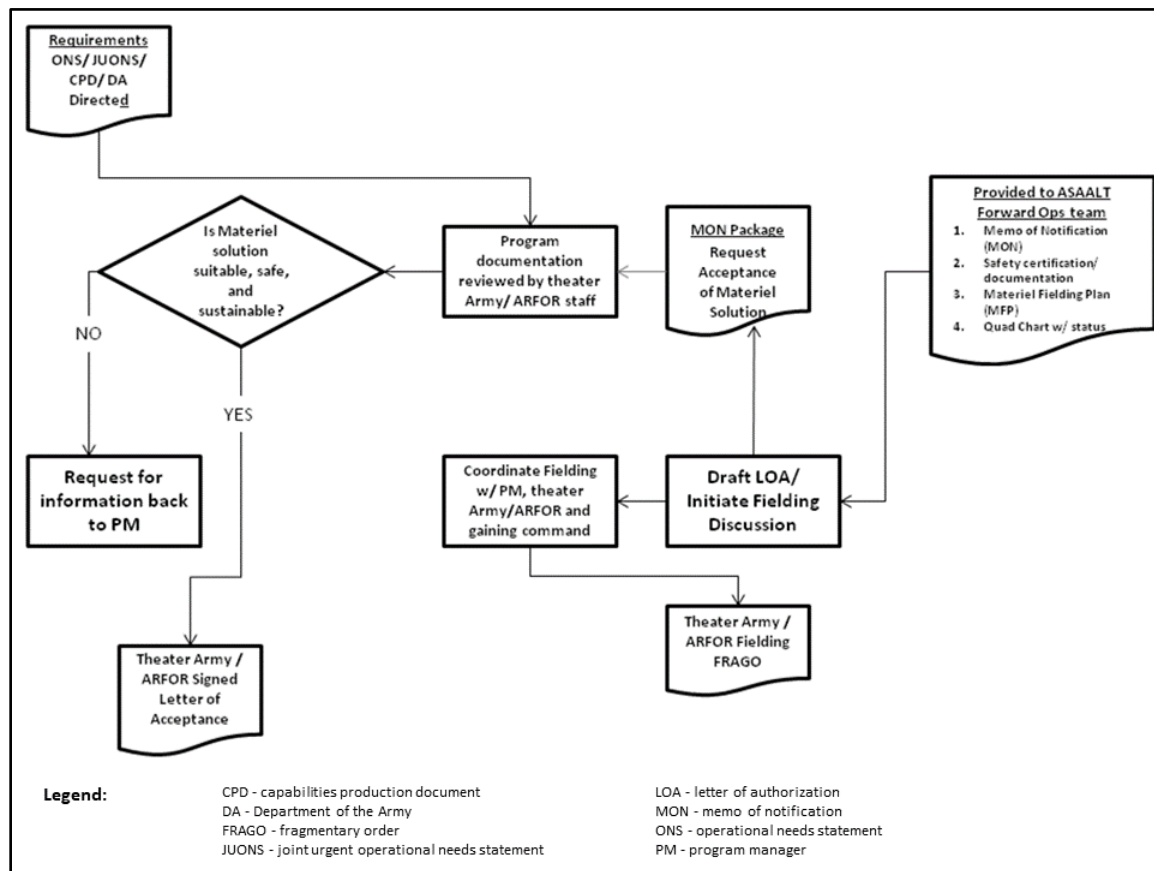 Requirements
ONS/ JUONS/
CPD/ DA
Directed
Is Materiel
solution
suitable, safe,
and
sustainable?
Program
documentation
reviewed by theater
Army/ ARFOR staff
MON Package
Request
Acceptance
of Materiel
Solution
Provided to ASAALT
Forward Ops team
1. Memo of Notification
(MON)
2. Safety certification/
documentation
3. Materiel Fielding Plan
(MFP)
4. Quad Chart w/ status
NO
YES
Request for
information back
to PM
Coordinate Fielding
w/ PM, theater
Army/ARFOR and
gaining command
Draft LOA/
Initiate Fielding
Discussion
Theater Army /
ARFOR Signed
Letter of
Acceptance
Theater Army /
ARFOR Fielding
FRAGO
Legend:
CPD - capabilities production document
DA - Department of the Army
FRAGO - fragmentary order
JUONS - joint urgent operational needs statement
LOA - letter of authorization
MON - memo of notification
ONS - operational needs statement
PM - program manager